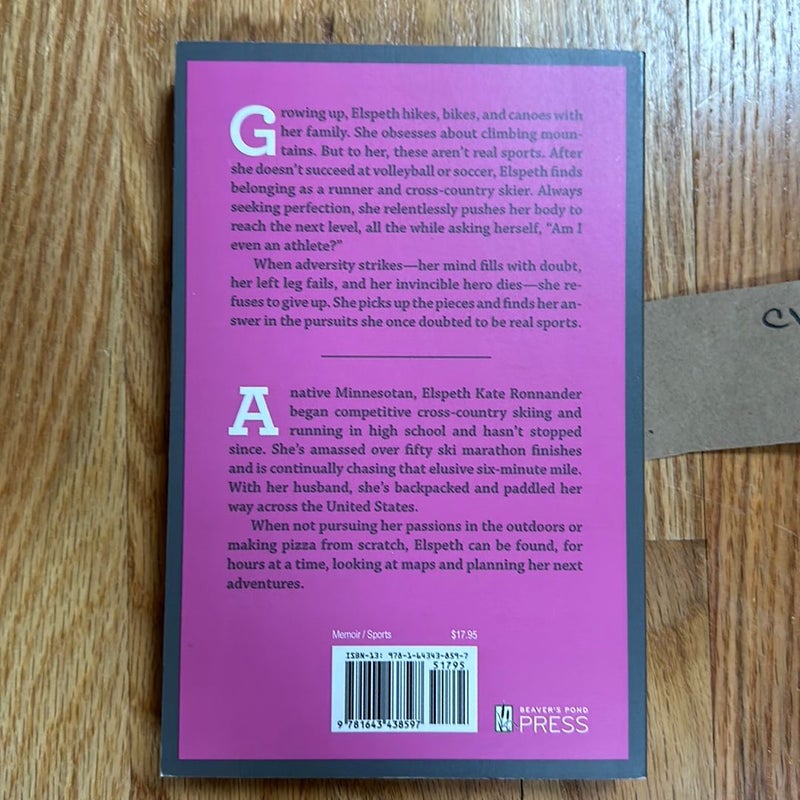 Growing up, Elspeth hikes, bikes, and canoes with
her family. She obsesses about climbing moun-
tains. But to her, these aren't real sports. After
she doesn't succeed at volleyball or soccer, Elspeth finds
belonging as a runner and cross-country skier. Always
seeking perfection, she relentlessly pushes her body to
reach the next level, all the while asking herself, "Am I
even an athlete?"
When adversity strikes—her mind fills with doubt,
her left leg fails, and her invincible hero dies—she re-
fuses to give up. She picks up the pieces and finds her an-
swer in the pursuits she once doubted to be real sports.
A native Minnesotan, Elspeth Kate Ronnander
began competitive cross-country skiing and
running in high school and hasn't stopped
since. She's amassed over fifty ski marathon finishes
and is continually chasing that elusive six-minute mile.
With her husband, she's backpacked and paddled her
way across the United States.
When not pursuing her passions in the outdoors or
making pizza from scratch, Elspeth can be found, for
hours at a time, looking at maps and planning her next
adventures.
Memoir / Sports $17.95
ISBN-13: 978-1-64343-859-7
51795
9 781643 438597
BEAVER'S POND
PRESS